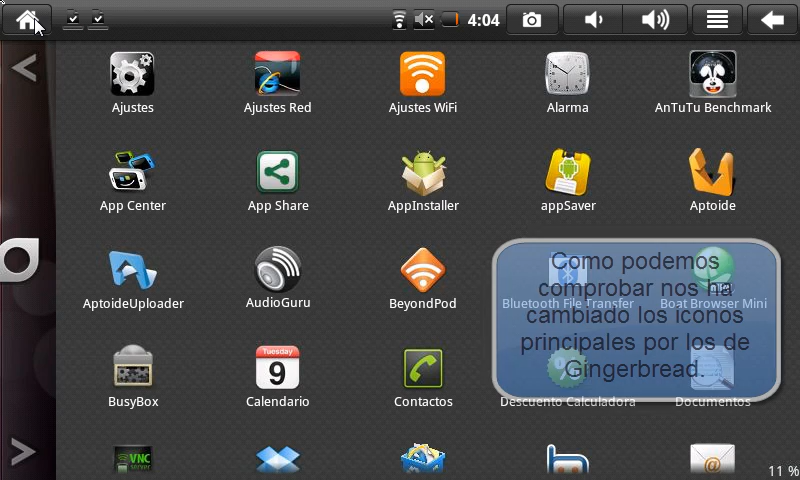 4:04
Ajustes
Ajustes Red
Ajustes WiFi
Alarma
AnTuTu Benchmark
App Center
App Share
AppInstaller
appSaver
Aptoide
AptoideUploader
AudioGuru
BeyondPod
Bluetooth File Transfer
Boat Browser Mini
Como podemos
comprobar nos ha
cambiado los iconos
principales por los de
Gingerbread.
BusyBox
Tuesday
9
Calendario
Contactos
Descuento Calculadora
Documentos
VNC
server
@
11 %